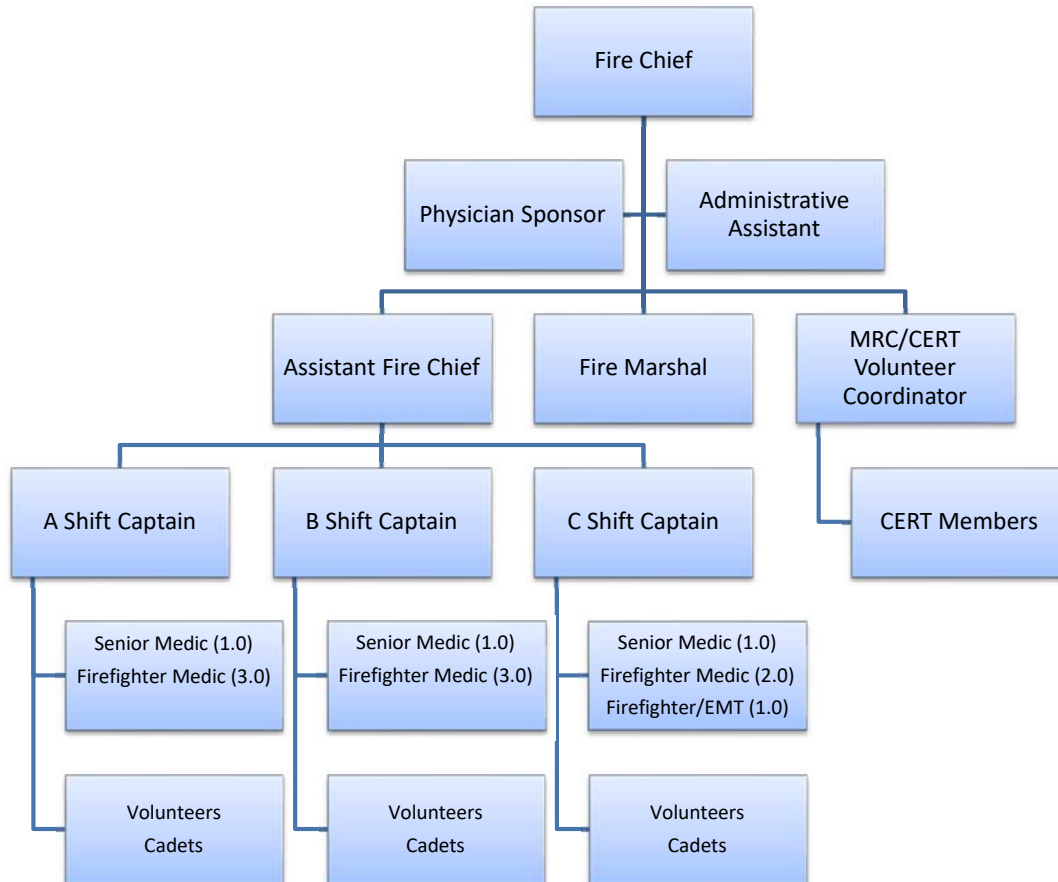 Fire Chief
Physician Sponsor
Administrative
Assistant
Assistant Fire Chief
Fire Marshal
MRC/CERT
Volunteer
Coordinator
A Shift Captain
B Shift Captain
C Shift Captain
CERT Members
Senior Medic (1.0)
Firefighter Medic (3.0)
Senior Medic (1.0)
Firefighter Medic (3.0)
Senior Medic (1.0)
Firefighter Medic (2.0)
Firefighter/EMT (1.0)
Volunteers
Cadets
Volunteers
Cadets
Volunteers
Cadets